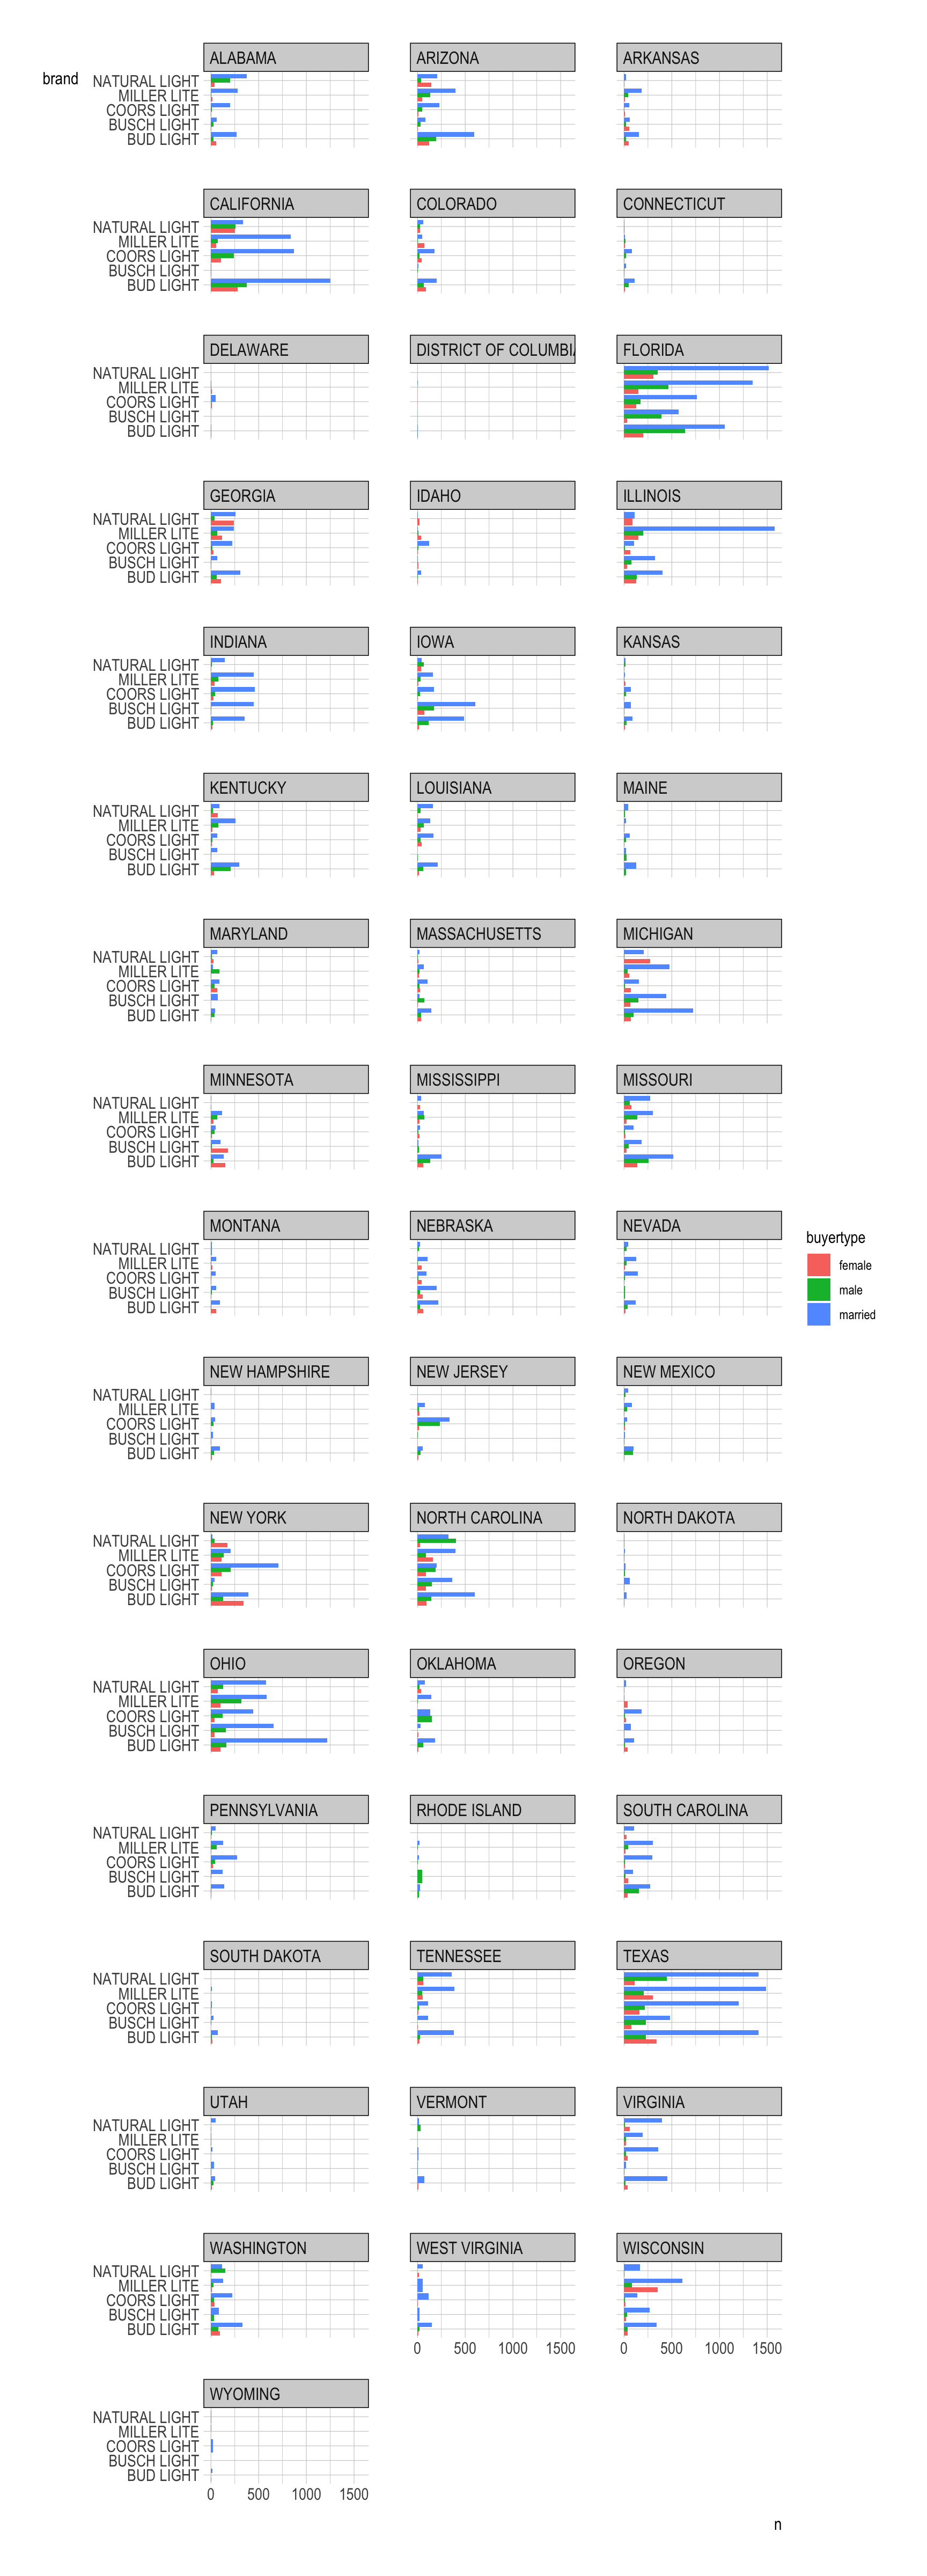 ALABAMA ARIZONA ARKANSAS
brand
NATURAL LIGHT
MILLER LITE
COORS LIGHT
BUSCH LIGHT
BUD LIGHT
CALIFORNIA COLORADO CONNECTICUT
NATURAL LIGHT
MILLER LITE
COORS LIGHT
BUSCH LIGHT
BUD LIGHT
DELAWARE DISTRICT OF COLUMBIA FLORIDA
NATURAL LIGHT
MILLER LITE
COORS LIGHT
BUSCH LIGHT
BUD LIGHT
GEORGIA IDAHO ILLINOIS
NATURAL LIGHT
MILLER LITE
COORS LIGHT
BUSCH LIGHT
BUD LIGHT
INDIANA IOWA KANSAS
NATURAL LIGHT
MILLER LITE
COORS LIGHT
BUSCH LIGHT
BUD LIGHT
KENTUCKY LOUISIANA MAINE
NATURAL LIGHT
MILLER LITE
COORS LIGHT
BUSCH LIGHT
BUD LIGHT
MARYLAND MASSACHUSETTS MICHIGAN
NATURAL LIGHT
MILLER LITE
COORS LIGHT
BUSCH LIGHT
BUD LIGHT
MINNESOTA MISSISSIPPI MISSOURI
NATURAL LIGHT
MILLER LITE
COORS LIGHT
BUSCH LIGHT
BUD LIGHT
MONTANA NEBRASKA NEVADA
NATURAL LIGHT
MILLER LITE
COORS LIGHT
BUSCH LIGHT
BUD LIGHT
buyertype
female
male
married
NEW HAMPSHIRE NEW JERSEY NEW MEXICO
NATURAL LIGHT
MILLER LITE
COORS LIGHT
BUSCH LIGHT
BUD LIGHT
NEW YORK NORTH CAROLINA NORTH DAKOTA
NATURAL LIGHT
MILLER LITE
COORS LIGHT
BUSCH LIGHT
BUD LIGHT
OHIO OKLAHOMA OREGON
NATURAL LIGHT
MILLER LITE
COORS LIGHT
BUSCH LIGHT
BUD LIGHT
PENNSYLVANIA RHODE ISLAND SOUTH CAROLINA
NATURAL LIGHT
MILLER LITE
COORS LIGHT
BUSCH LIGHT
BUD LIGHT
SOUTH DAKOTA TENNESSEE TEXAS
NATURAL LIGHT
MILLER LITE
COORS LIGHT
BUSCH LIGHT
BUD LIGHT
UTAH VERMONT VIRGINIA
NATURAL LIGHT
MILLER LITE
COORS LIGHT
BUSCH LIGHT
BUD LIGHT
WASHINGTON WEST VIRGINIA WISCONSIN
NATURAL LIGHT
MILLER LITE
COORS LIGHT
BUSCH LIGHT
BUD LIGHT
0 500 1000 1500 0 500 1000 1500
WYOMING
NATURAL LIGHT
MILLER LITE
COORS LIGHT
BUSCH LIGHT
BUD LIGHT
0 500 1000 1500
n